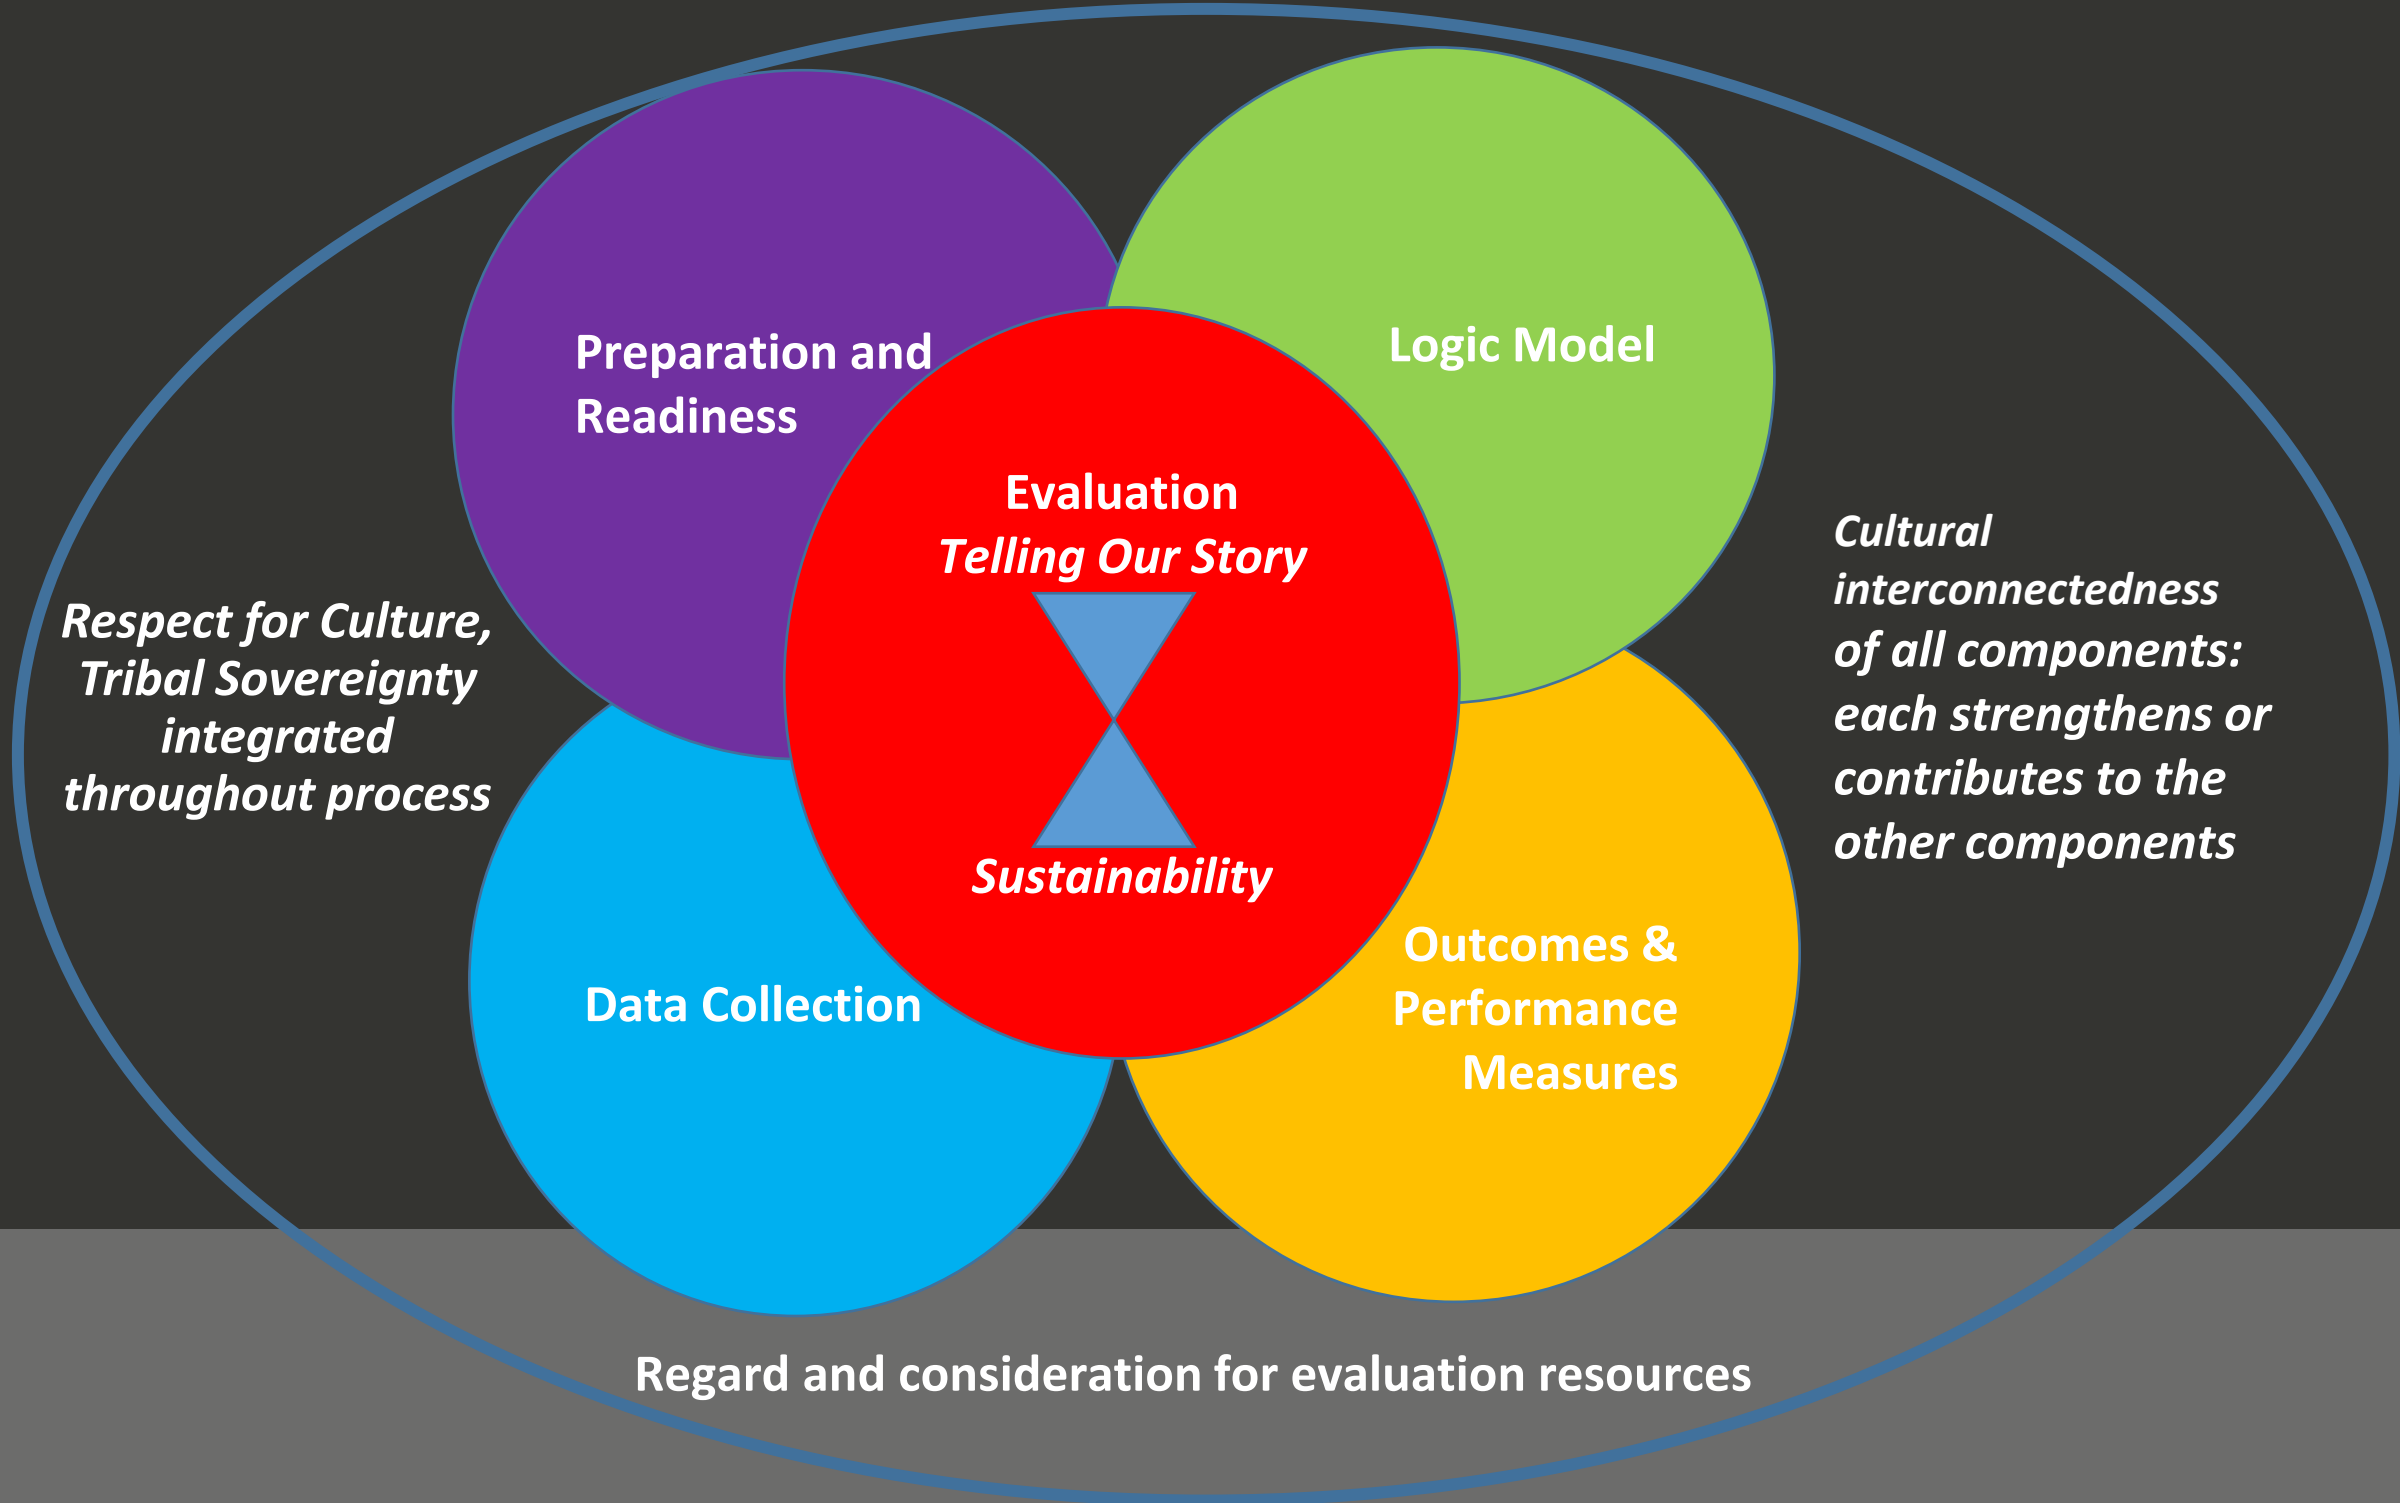 Preparation and
Readiness
Logic Model
Evaluation
Telling Our Story
Sustainability
Respect for Culture,
Tribal Sovereignty
integrated
throughout process
Cultural
interconnectedness
of all components:
each strengthens or
contributes to the
other components
Data Collection
Outcomes &
Performance
Measures
Regard and consideration for evaluation resources